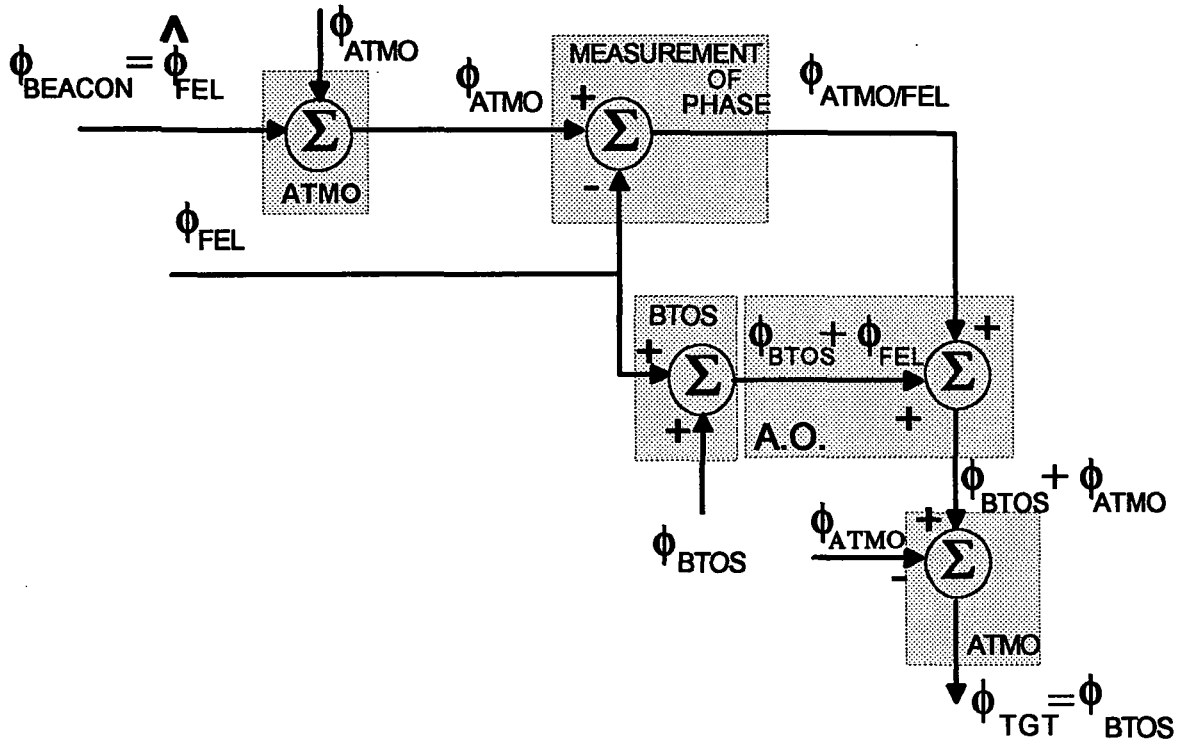 ϕATMO
ϕBEACON = ϕ̂FEL
Σ
ATMO
ϕATMO
MEASUREMENT
OF
PHASE
+
Σ
-
ϕATMO/FEL
ϕFEL
BTOS
+
Σ
+
ϕBTOS
ϕBTOS + ϕFEL
+
Σ
+
A.O.
ϕBTOS + ϕATMO
ϕATMO
+
Σ
-
ATMO
ϕTGT = ϕBTOS